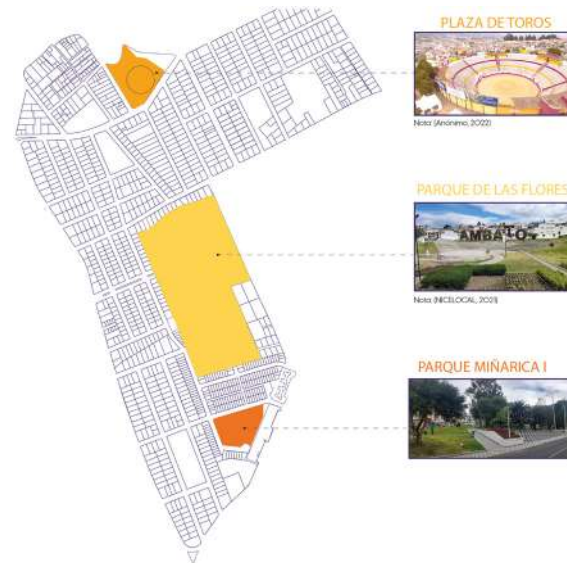 PLAZA DE TOROS
Nota: (Anónimo, 2022)
PARQUE DE LAS FLORES
AMBATO
Nota: (NICELOCAL, 2021)
PARQUE MIÑARICA I